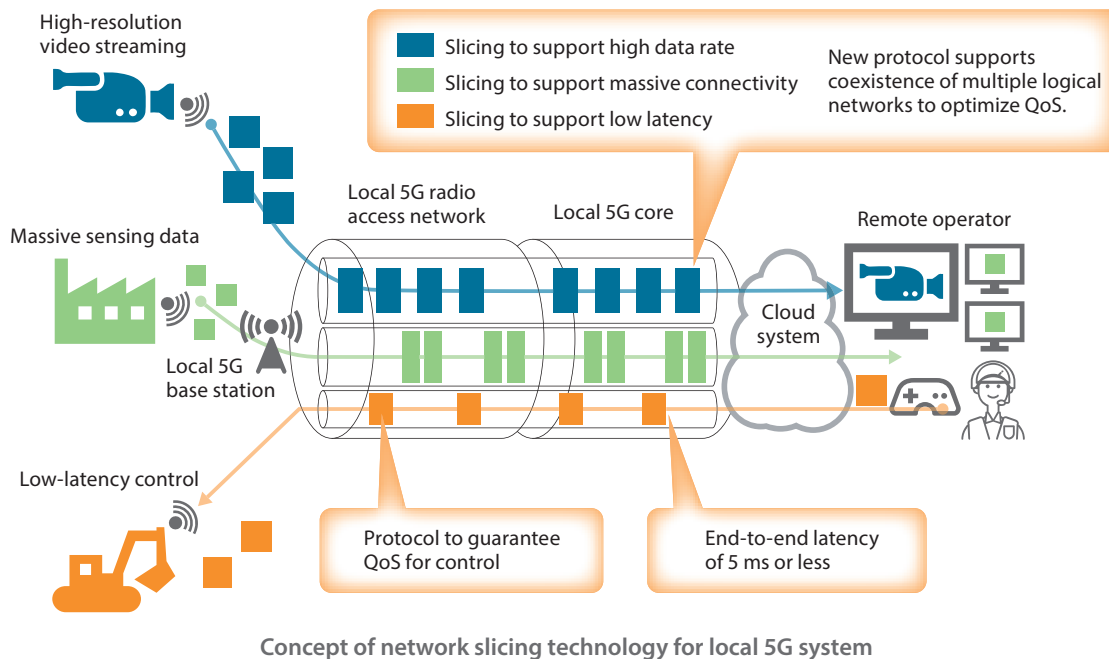 High-resolution
video streaming
Slicing to support high data rate
Slicing to support massive connectivity
Slicing to support low latency
New protocol supports
coexistence of multiple logical
networks to optimize QoS.
Local 5G radio
access network
Local 5G core
Remote operator
Massive sensing data
Cloud
system
Local 5G
base station
Low-latency control
Protocol to guarantee
QoS for control
End-to-end latency
of 5 ms or less
Concept of network slicing technology for local 5G system